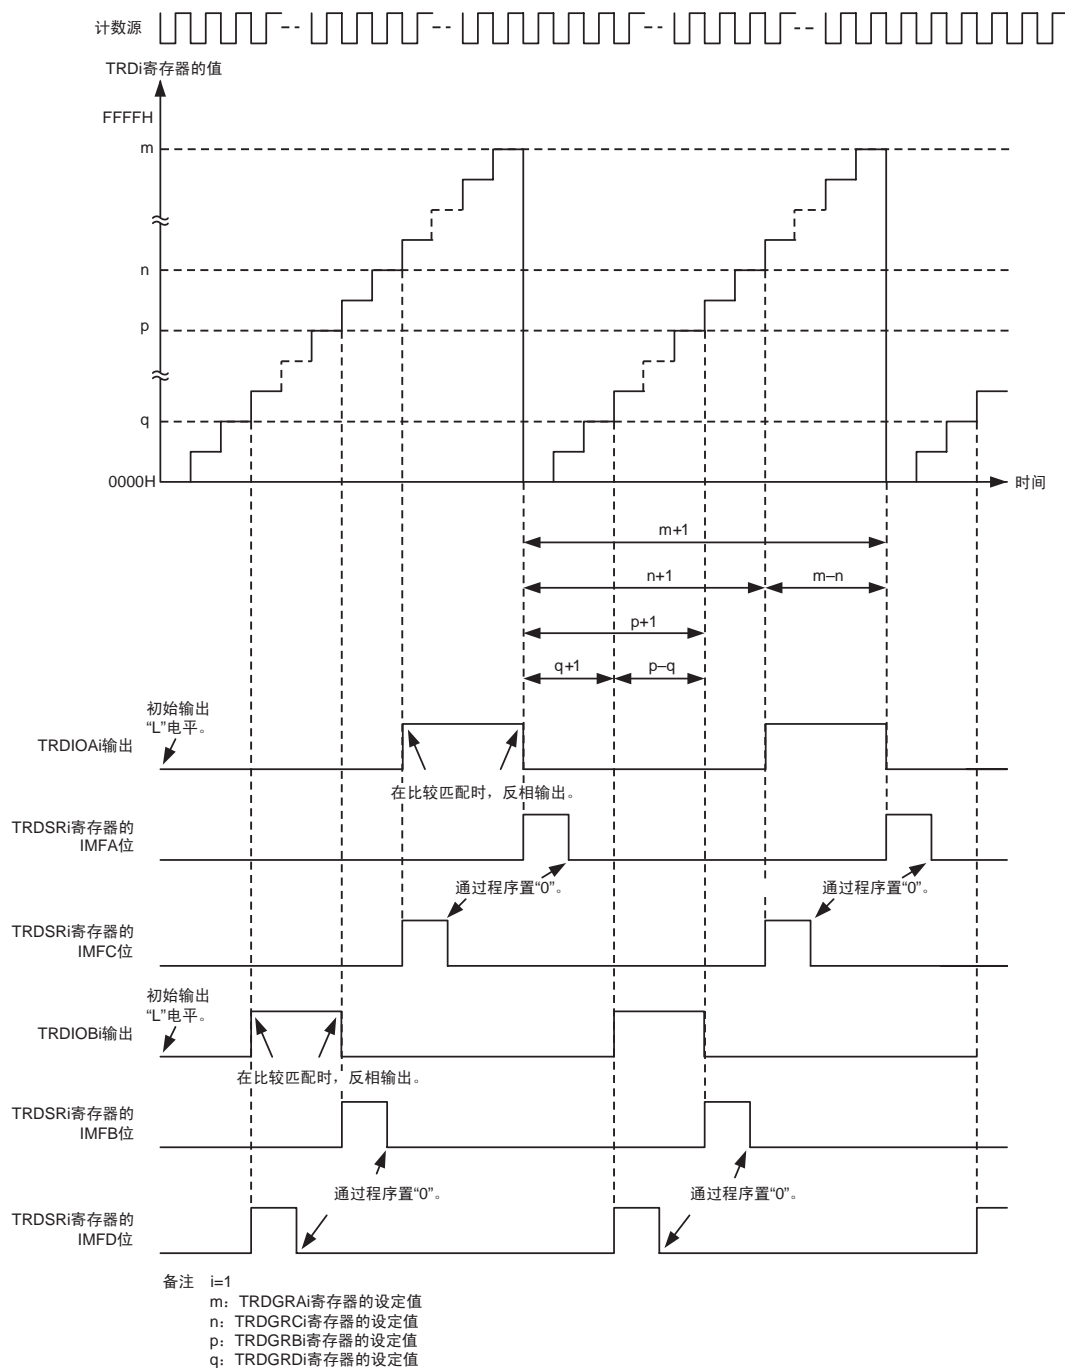 计数源
TRDi寄存器的值
FFFFH
m
n
p
q
0000H
时间
m+1
n+1
m–n
p+1
q+1
p–q
初始输出
“L”电平。
TRDIOAi输出
在比较匹配时，反相输出。
TRDSRi寄存器的
IMFA位
通过程序置“0”。
通过程序置“0”。
TRDSRi寄存器的
IMFC位
初始输出
“L”电平。
TRDIOBi输出
在比较匹配时，反相输出。
TRDSRi寄存器的
IMFB位
通过程序置“0”。
通过程序置“0”。
TRDSRi寄存器的
IMFD位
备注 i=1
m：TRDGRAi寄存器的设定值
n：TRDGRCi寄存器的设定值
p：TRDGRBi寄存器的设定值
q：TRDGRDi寄存器的设定值